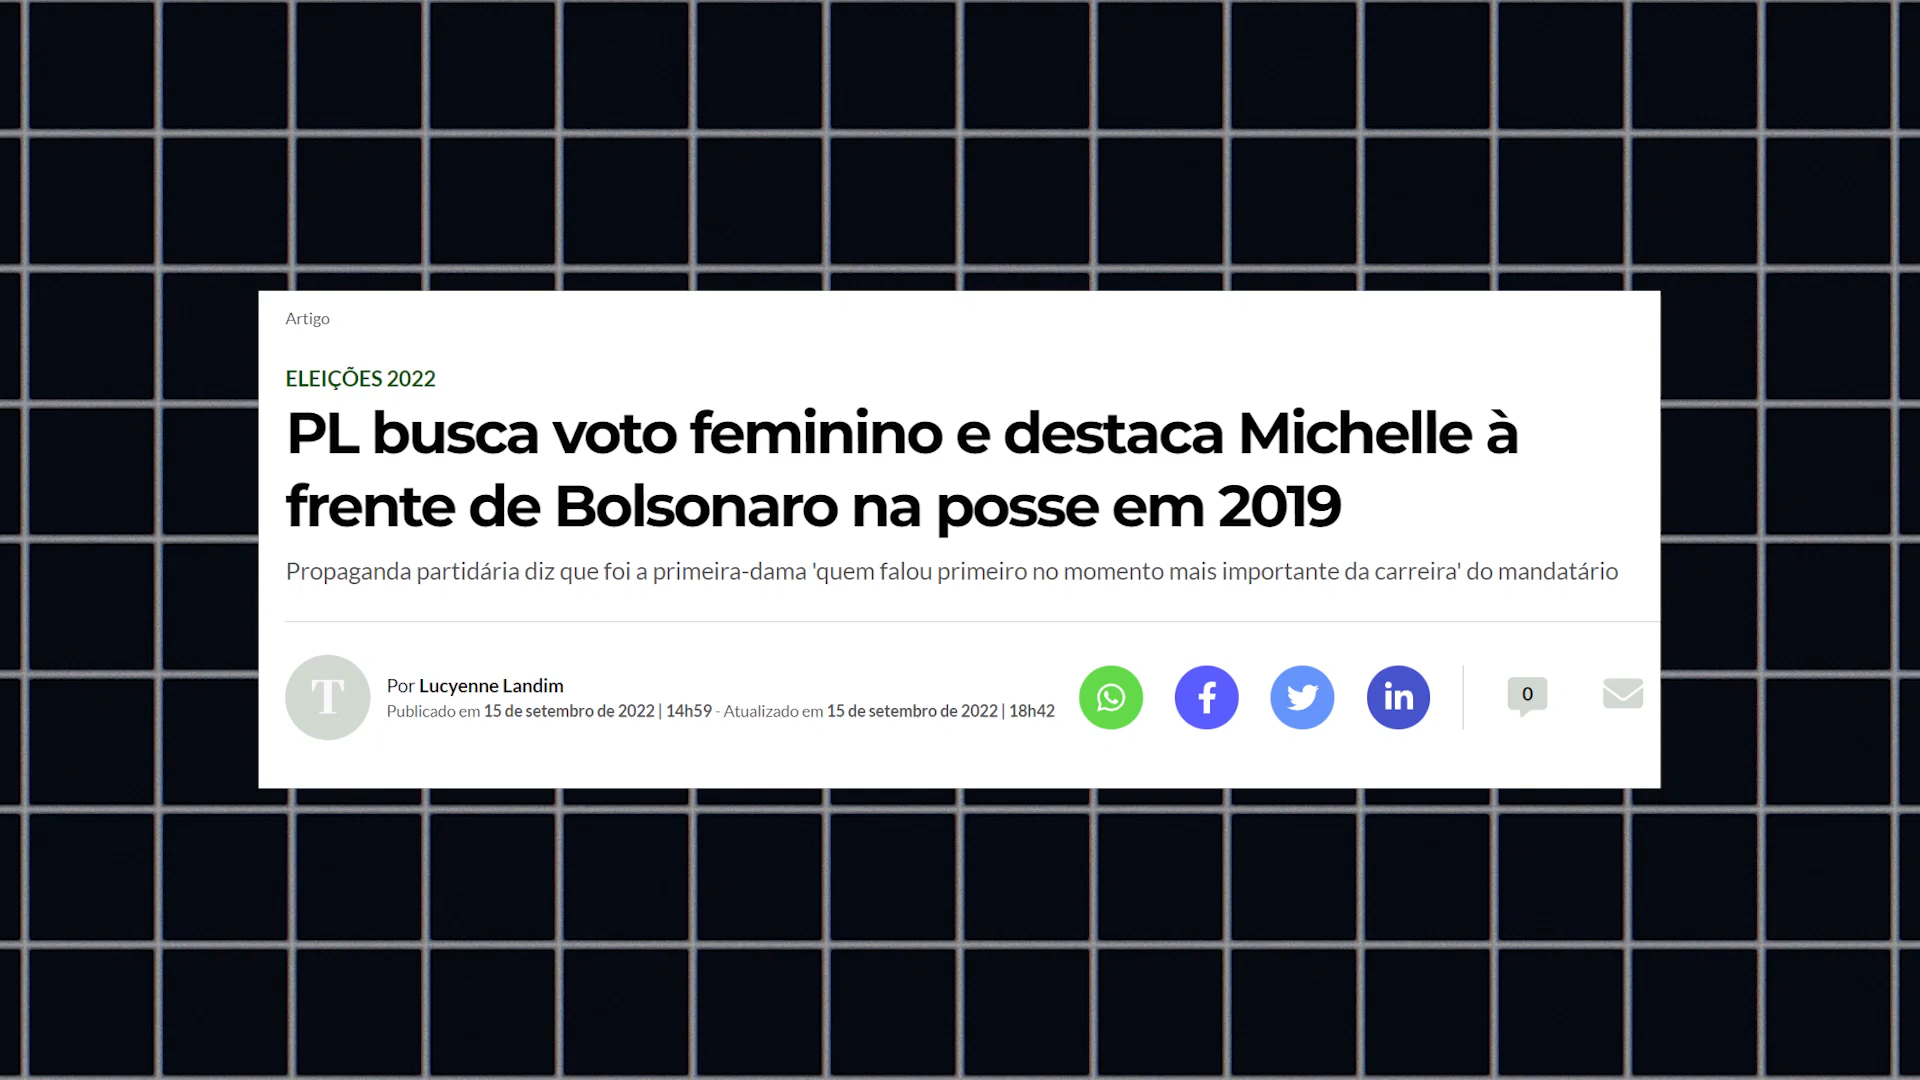 Artigo
ELEIÇÕES 2022
PL busca voto feminino e destaca Michelle à
frente de Bolsonaro na posse em 2019
Propaganda partidária diz que foi a primeira-dama 'quem falou primeiro no momento mais importante da carreira' do mandatário
T
Por Lucyenne Landim
Publicado em 15 de setembro de 2022 | 14h59 - Atualizado em 15 de setembro de 2022 | 18h42
0